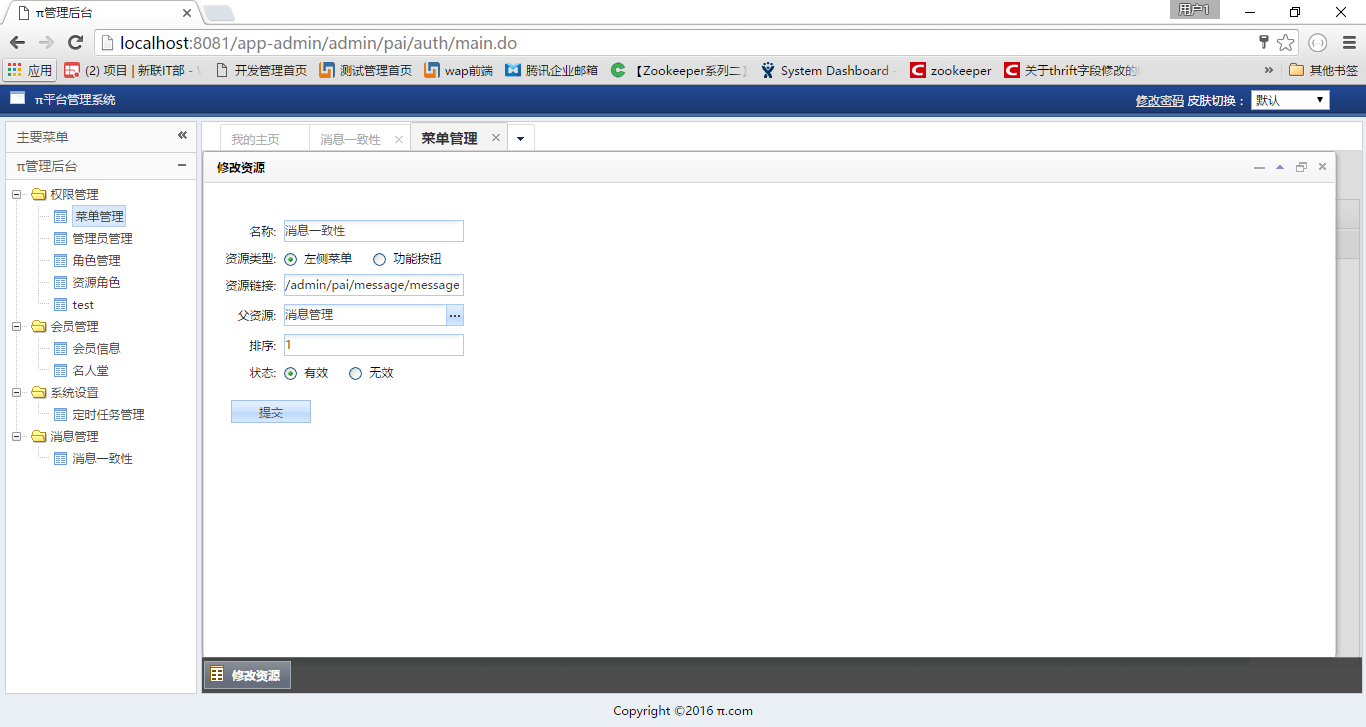 π管理后台
用户1
localhost:8081/app-admin/admin/pai/auth/main.do
应用
(2) 项目 | 新联IT部 -
开发管理首页
测试管理首页
wap前端
腾讯企业邮箱
【Zookeeper系列二】
System Dashboard
zookeeper
关于thrift字段修改的
»
其他书签
π平台管理系统
修改密码 皮肤切换：
默认
主要菜单
π管理后台
权限管理
菜单管理
管理员管理
角色管理
资源角色
test
会员管理
会员信息
名人堂
系统设置
定时任务管理
消息管理
消息一致性
我的主页
消息一致性
菜单管理
修改资源
名称: 消息一致性
资源类型: 左侧菜单 功能按钮
资源链接: /admin/pai/message/message
父资源: 消息管理
排序: 1
状态: 有效 无效
提交
修改资源
Copyright ©2016 π.com